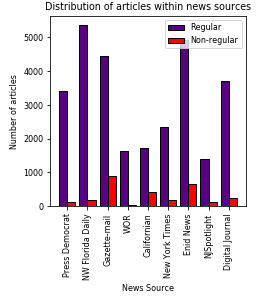 Distribution of articles within news sources
Regular
Non-regular
Number of articles
5000
4000
3000
2000
1000
0
Press Democrat
NW Florida Daily
Gazette-mail
WOR
Californian
New York Times
Enid News
NJSpotlight
Digital Journal
News Source